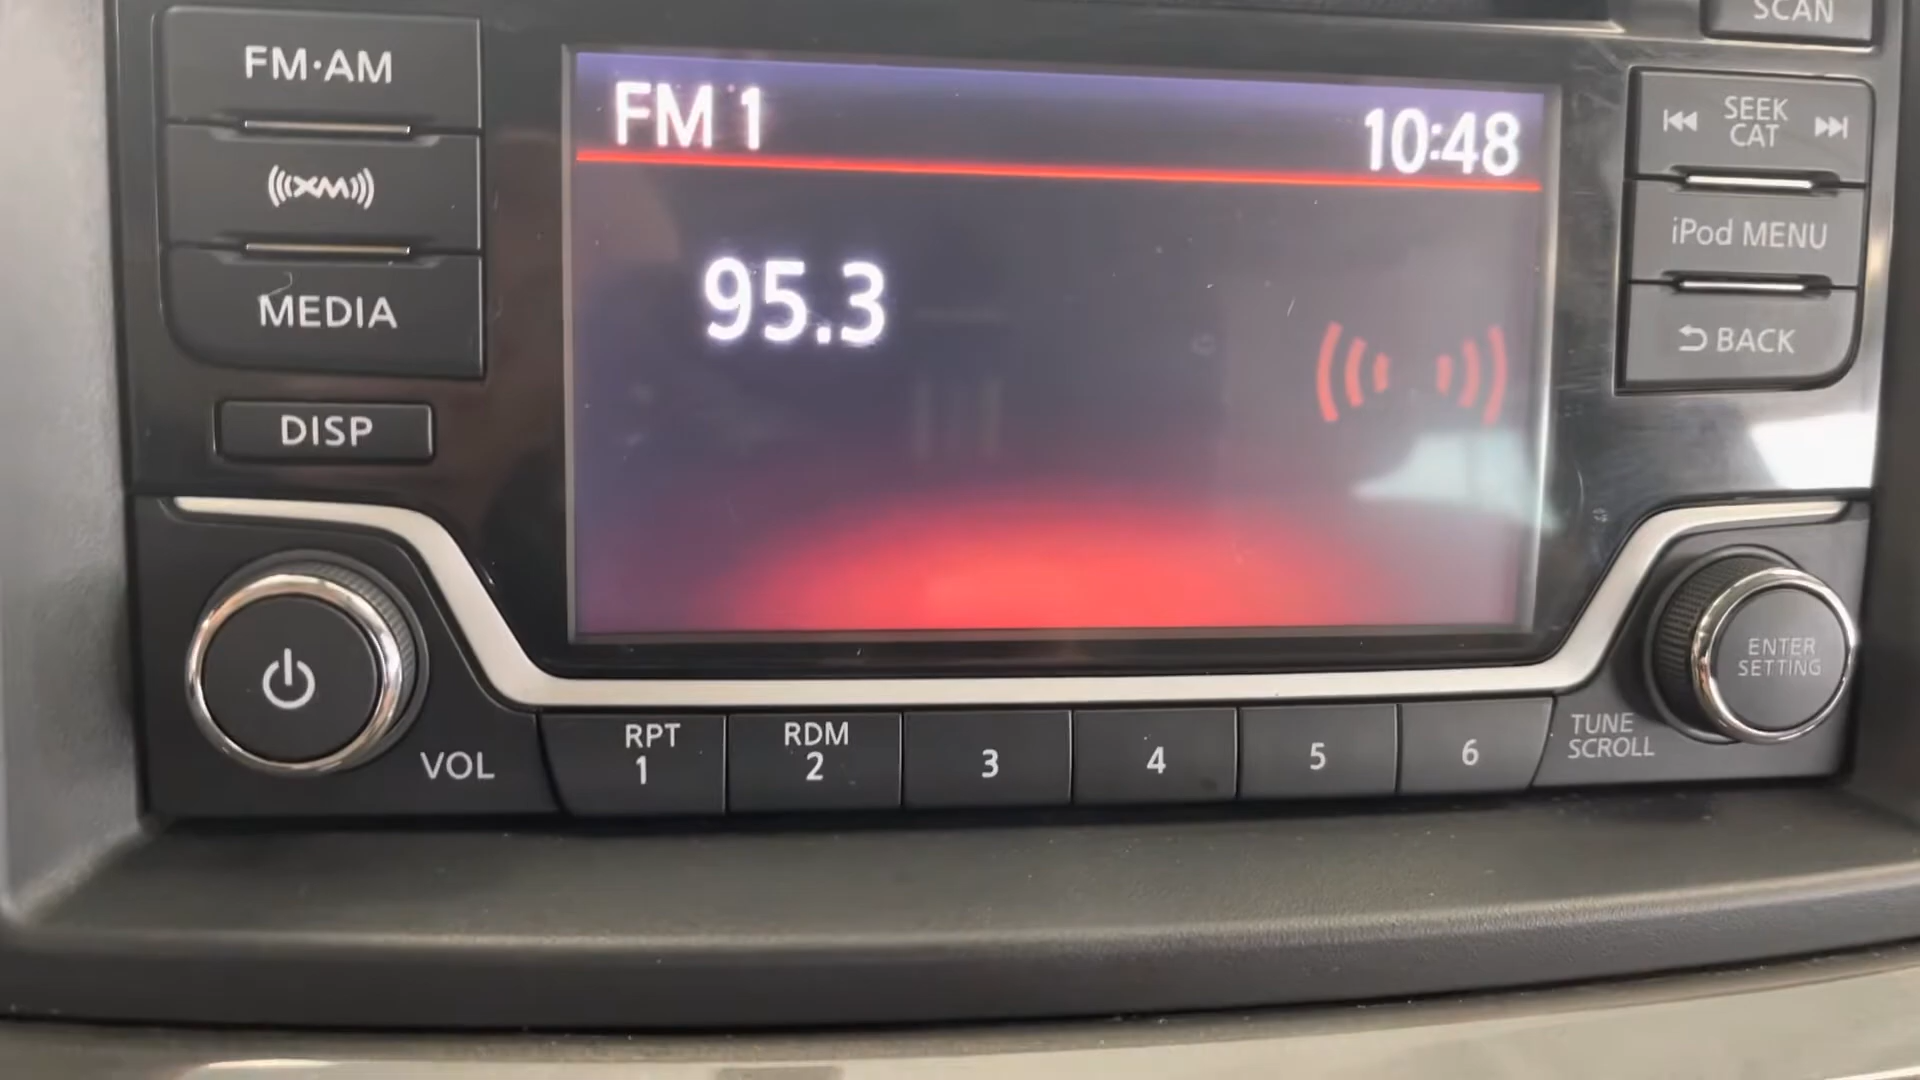 SCAN
FM·AM
FM 1
10:48
SEEK
CAT
XM
iPod MENU
95.3
MEDIA
BACK
DISP
ENTER
SETTING
VOL
RPT
1
RDM
2
3
4
5
6
TUNE
SCROLL